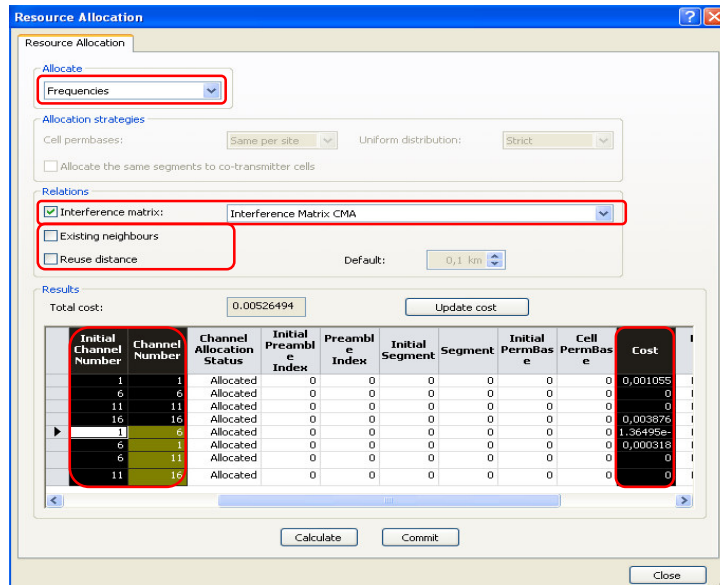 Resource Allocation
Resource Allocation
Allocate
Frequencies
Allocation strategies
Cell permbases: Same per site Uniform distribution: Strict
Allocate the same segments to co-transmitter cells
Relations
Interference matrix: Interference Matrix CMA
Existing neighbours
Reuse distance Default: 0,1 km
Results
Total cost: 0.00526494 Update cost
Initial Channel Number Channel Number Channel Allocation Status Initial Preambl e Index Preambl e Index Initial Segment Segment Initial PermBas e Cell PermBas e Cost
1 1 Allocated 0 0 0 0 0 0 0,001055
6 6 Allocated 0 0 0 0 0 0 0
11 11 Allocated 0 0 0 0 0 0 0
16 16 Allocated 0 0 0 0 0 0 0,003876
1 6 Allocated 0 0 0 0 0 0 1.36495e-
6 1 Allocated 0 0 0 0 0 0 0,000318
6 11 Allocated 0 0 0 0 0 0 0
11 16 Allocated 0 0 0 0 0 0 0
Calculate Commit
Close